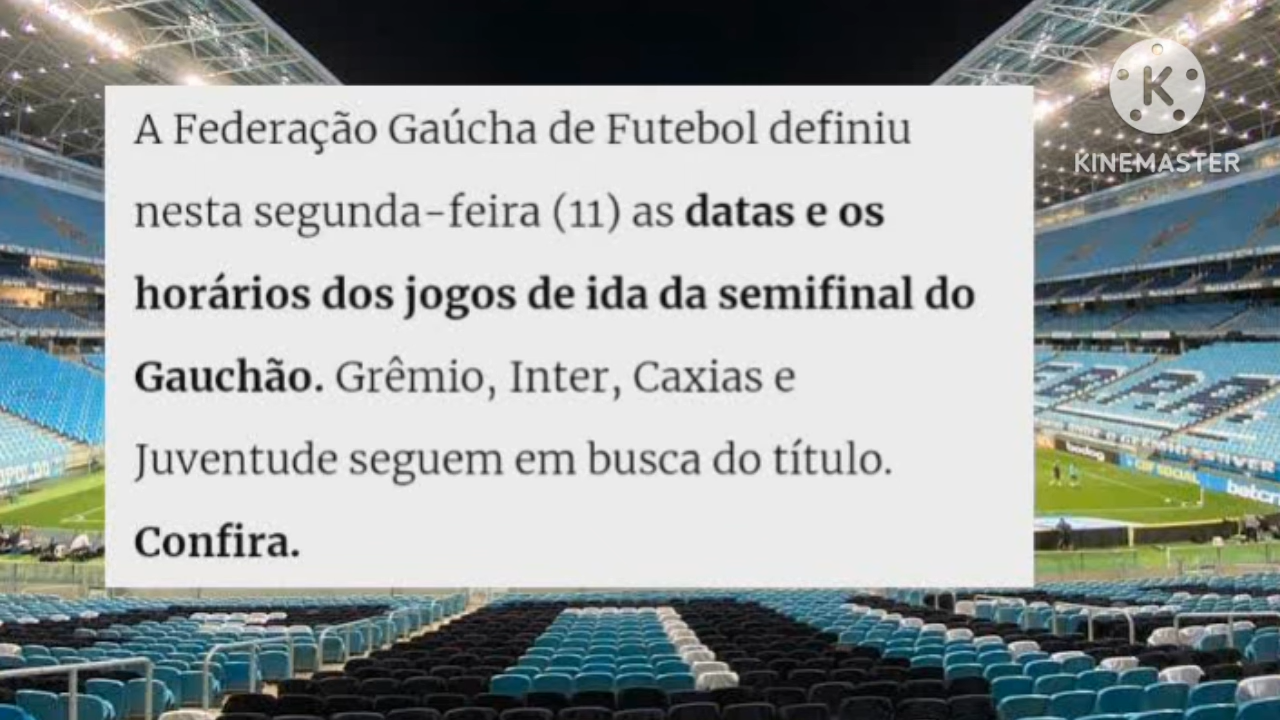 A Federação Gaúcha de Futebol definiu
nesta segunda-feira (11) as datas e os
horários dos jogos de ida da semifinal do
Gauchão. Grêmio, Inter, Caxias e
Juventude seguem em busca do título.
Confira.
K
KINEMASTER